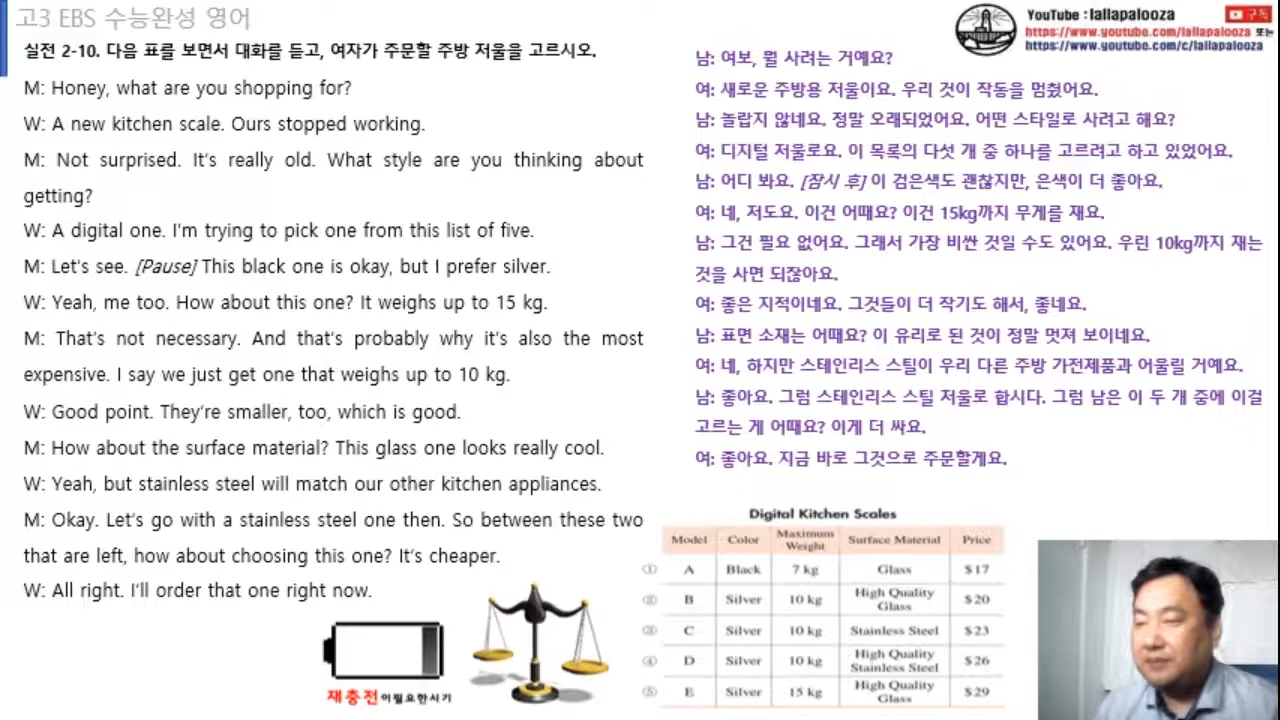 고3 EBS 수능완성 영어
YouTube : lallapalooza
구독
https://www.youtube.com/lallapalooza 또는
https://www.youtube.com/c/lallapalooza
실전 2-10. 다음 표를 보면서 대화를 듣고, 여자가 주문할 주방 저울을 고르시오.
M: Honey, what are you shopping for?
W: A new kitchen scale. Ours stopped working.
M: Not surprised. It's really old. What style are you thinking about
getting?
W: A digital one. I'm trying to pick one from this list of five.
M: Let's see. [Pause] This black one is okay, but I prefer silver.
W: Yeah, me too. How about this one? It weighs up to 15 kg.
M: That's not necessary. And that's probably why it's also the most
expensive. I say we just get one that weighs up to 10 kg.
W: Good point. They're smaller, too, which is good.
M: How about the surface material? This glass one looks really cool.
W: Yeah, but stainless steel will match our other kitchen appliances.
M: Okay. Let's go with a stainless steel one then. So between these two
that are left, how about choosing this one? It's cheaper.
W: All right. I'll order that one right now.
남: 여보, 뭘 사려는 거예요?
여: 새로운 주방용 저울이요. 우리 것이 작동을 멈췄어요.
남: 놀랍지 않네요. 정말 오래되었어요. 어떤 스타일로 사려고 해요?
여: 디지털 저울로요. 이 목록의 다섯 개 중 하나를 고르려고 하고 있었어요.
남: 어디 봐요. [잠시 후] 이 검은색도 괜찮지만, 은색이 더 좋아요.
여: 네, 저도요. 이건 어때요? 이건 15kg까지 무게를 재요.
남: 그건 필요 없어요. 그래서 가장 비싼 것일 수도 있어요. 우린 10kg까지 재는
것을 사면 되잖아요.
여: 좋은 지적이네요. 그것들이 더 작기도 해서, 좋네요.
남: 표면 소재는 어때요? 이 유리로 된 것이 정말 멋져 보이네요.
여: 네, 하지만 스테인리스 스틸이 우리 다른 주방 가전제품과 어울릴 거예요.
남: 좋아요. 그럼 스테인리스 스틸 저울로 합시다. 그럼 남은 이 두 개 중에 이걸
고르는 게 어때요? 이게 더 싸요.
여: 좋아요. 지금 바로 그것으로 주문할게요.
Digital Kitchen Scales
Model Color Maximum Weight Surface Material Price
① A Black 7 kg Glass $17
② B Silver 10 kg High Quality Glass $20
③ C Silver 10 kg Stainless Steel $23
④ D Silver 10 kg High Quality Stainless Steel $26
⑤ E Silver 15 kg High Quality Glass $29
재충전이필요한시기